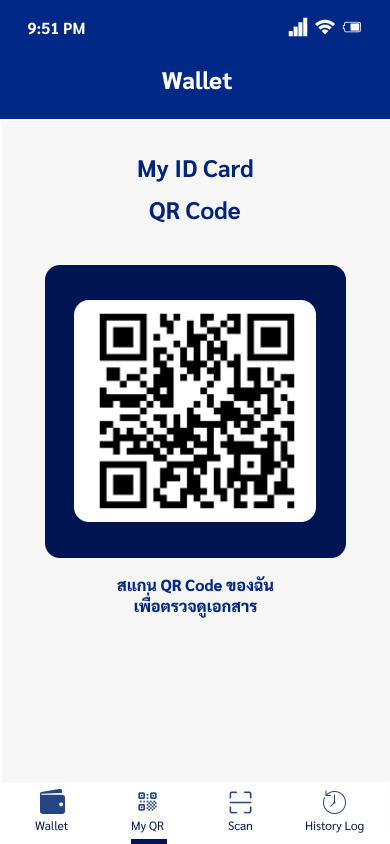 9:51 PM
Wallet
My ID Card
QR Code
สแกน QR Code ของฉัน
เพื่อตรวจดูเอกสาร
Wallet
My QR
Scan
History Log